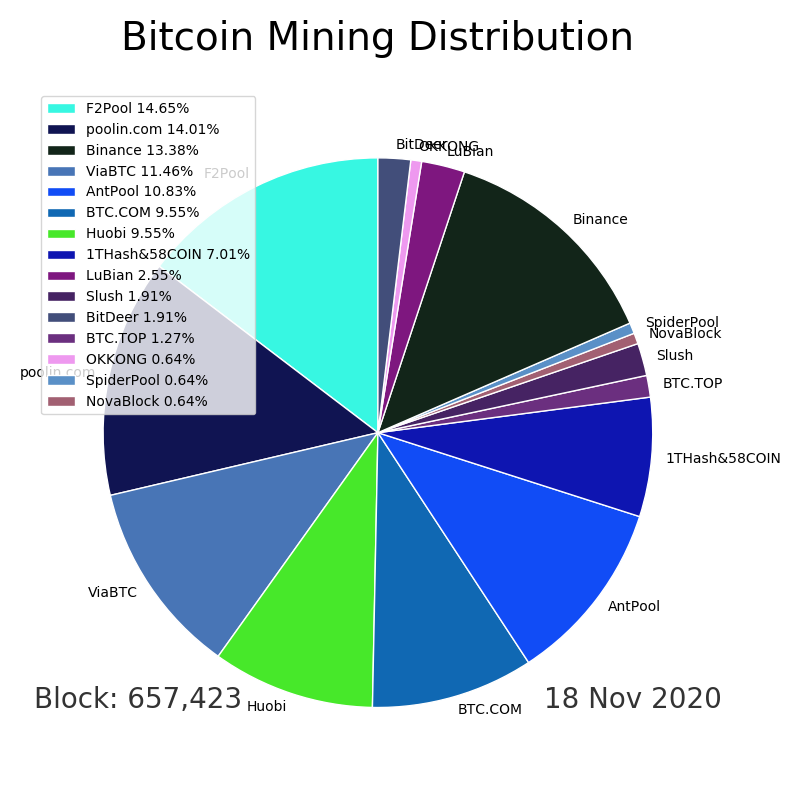 Bitcoin Mining Distribution
F2Pool 14.65%
poolin.com 14.01%
Binance 13.38%
ViaBTC 11.46%
AntPool 10.83%
BTC.COM 9.55%
Huobi 9.55%
1THash&58COIN 7.01%
LuBian 2.55%
Slush 1.91%
BitDeer 1.91%
BTC.TOP 1.27%
OKKONG 0.64%
SpiderPool 0.64%
NovaBlock 0.64%
F2Pool
poolin.com
ViaBTC
Huobi
BTC.COM
AntPool
1THash&58COIN
BTC.TOP
Slush
NovaBlock
SpiderPool
Binance
LuBian
OKKONG
BitDeer
Block: 657,423
18 Nov 2020